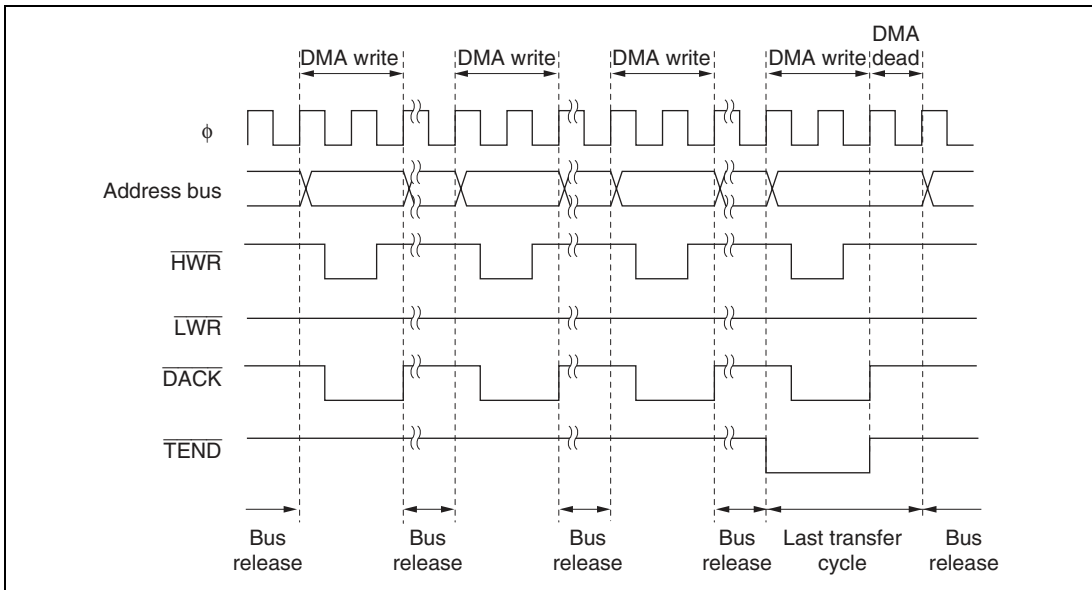 DMA
DMA write DMA write DMA write DMA write dead
φ
Address bus
HWR
LWR
DACK
TEND
Bus Bus Bus Bus Last transfer Bus
release release release release cycle release